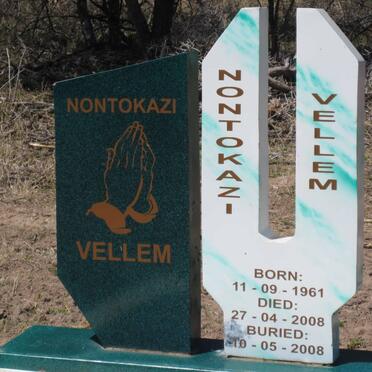 NONTOKAZI
VELLEM
NONTOKAZI
VELLEM
BORN:
11 - 09 - 1961
DIED:
27 - 04 - 2008
BURIED:
10 - 05 - 2008